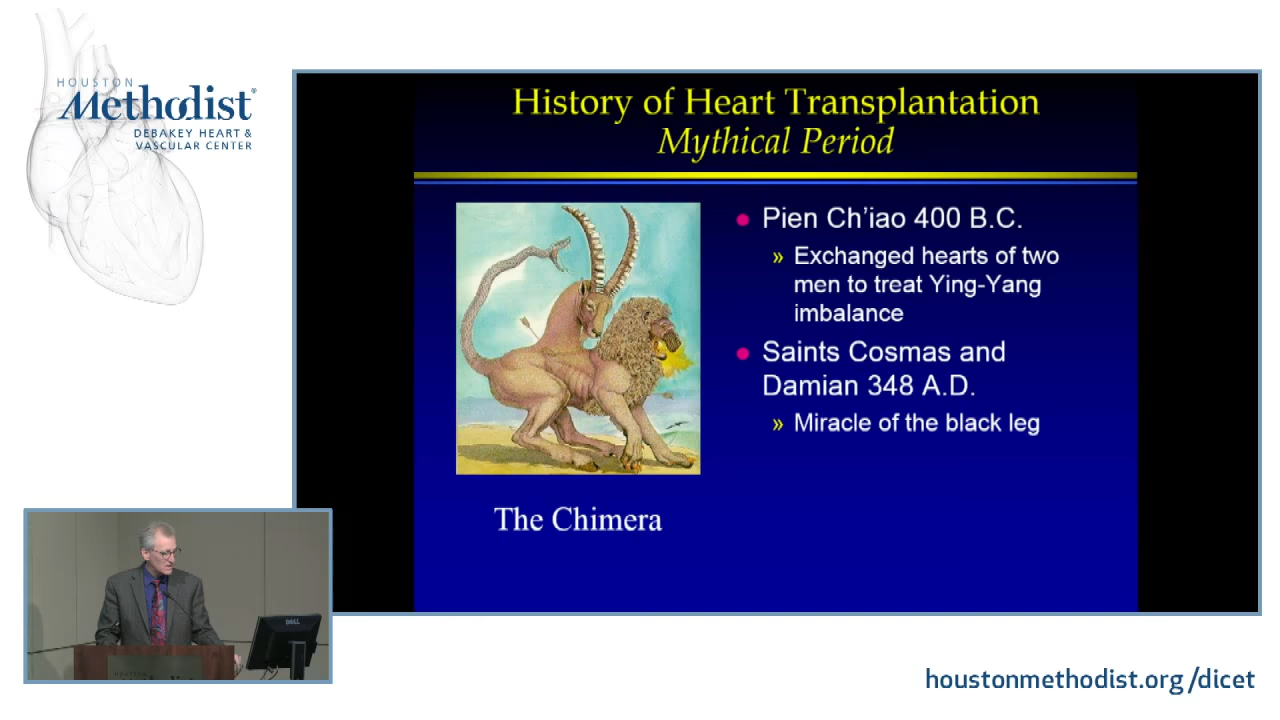 HOUSTON
Methodist®
DEBAKEY HEART &
VASCULAR CENTER
History of Heart Transplantation
Mythical Period
● Pien Ch’iao 400 B.C.
» Exchanged hearts of two
men to treat Ying-Yang
imbalance
● Saints Cosmas and
Damian 348 A.D.
» Miracle of the black leg
The Chimera
DELL
HOUSTON
houstonmethodist.org/dicet